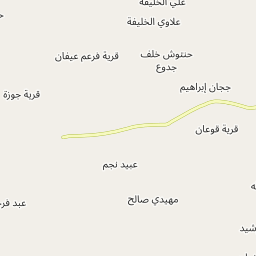 علي الخليفة
علاوي الخليفة
حنتوش خلف
جدوع
قرية فرعم عيفان
ججان إبراهيم
قرية جوزة
قرية قوعان
عبيد نجم
مهيدي صالح
عبد فر
شيد